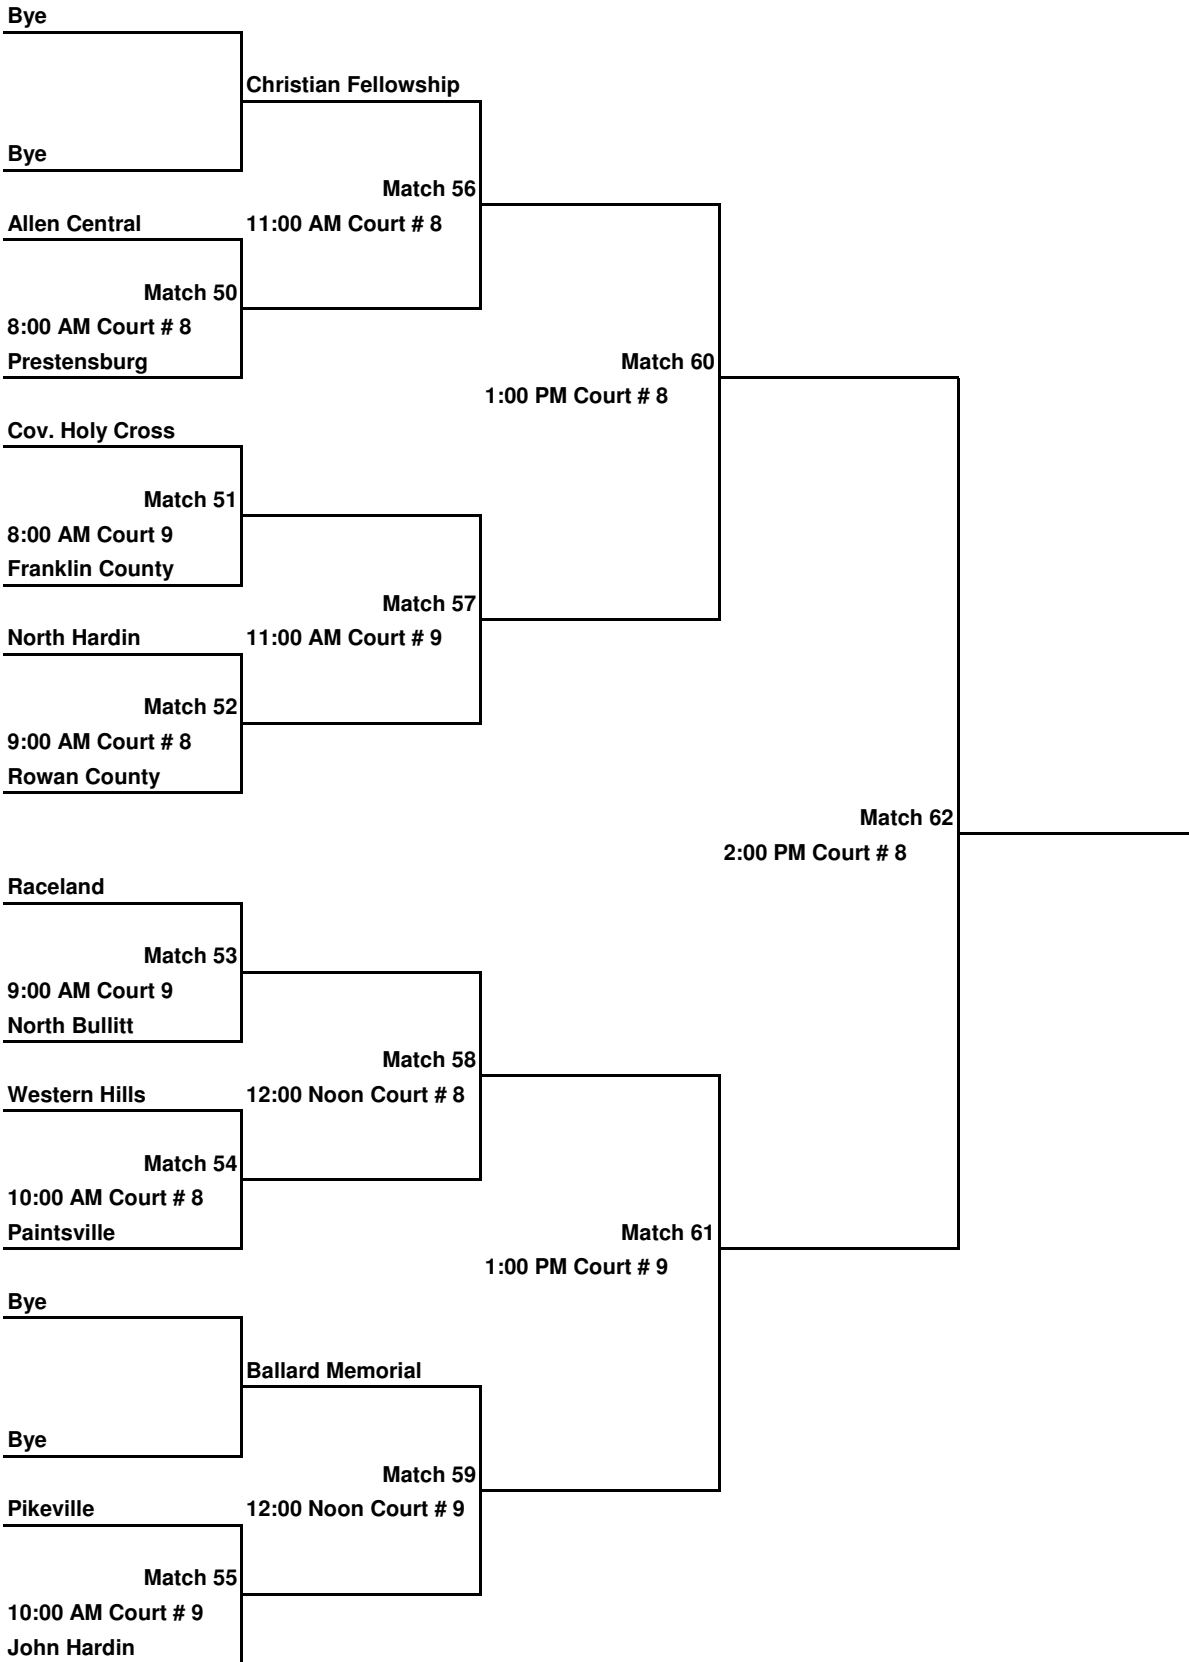 Bye
Christian Fellowship
Bye
Match 56
Allen Central
11:00 AM Court # 8
Match 50
8:00 AM Court # 8
Prestensburg
Match 60
1:00 PM Court # 8
Cov. Holy Cross
Match 51
8:00 AM Court 9
Franklin County
Match 57
North Hardin
11:00 AM Court # 9
Match 52
9:00 AM Court # 8
Rowan County
Match 62
2:00 PM Court # 8
Raceland
Match 53
9:00 AM Court 9
North Bullitt
Match 58
Western Hills
12:00 Noon Court # 8
Match 54
10:00 AM Court # 8
Paintsville
Match 61
1:00 PM Court # 9
Bye
Ballard Memorial
Bye
Match 59
Pikeville
12:00 Noon Court # 9
Match 55
10:00 AM Court # 9
John Hardin